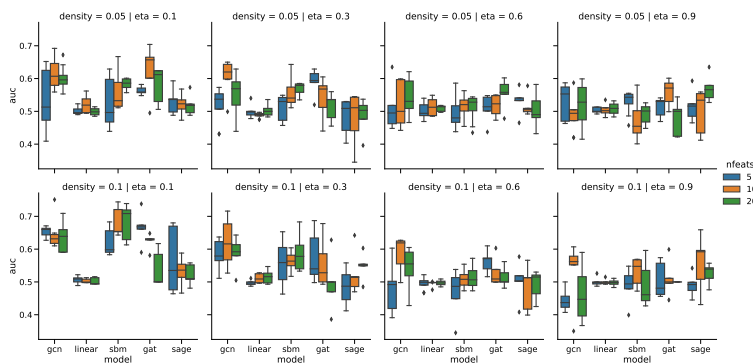 density = 0.05 | eta = 0.1
density = 0.05 | eta = 0.3
density = 0.05 | eta = 0.6
density = 0.05 | eta = 0.9
0.7
0.6
0.5
0.4
auc
nfeats
5
10
20
density = 0.1 | eta = 0.1
density = 0.1 | eta = 0.3
density = 0.1 | eta = 0.6
density = 0.1 | eta = 0.9
0.7
0.6
0.5
0.4
auc
gcn linear sbm gat sage
gcn linear sbm gat sage
gcn linear sbm gat sage
gcn linear sbm gat sage
model
model
model
model